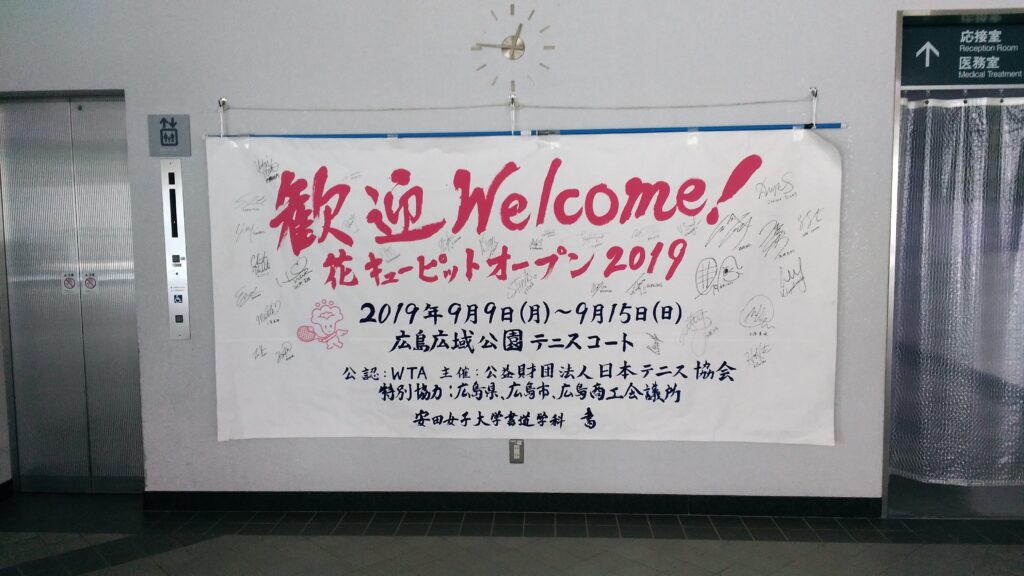 応接室
Reception Room
医務室
Medical Treatment
歓迎Welcome!
花キューピットオープン2019
2019年9月9日(月)~9月15日(日)
広島広域公園テニスコート
公認:WTA 主催:公益財団法人日本テニス協会
特別協力:広島県、広島市、広島商工会議所
安田女子大学書道学科 書